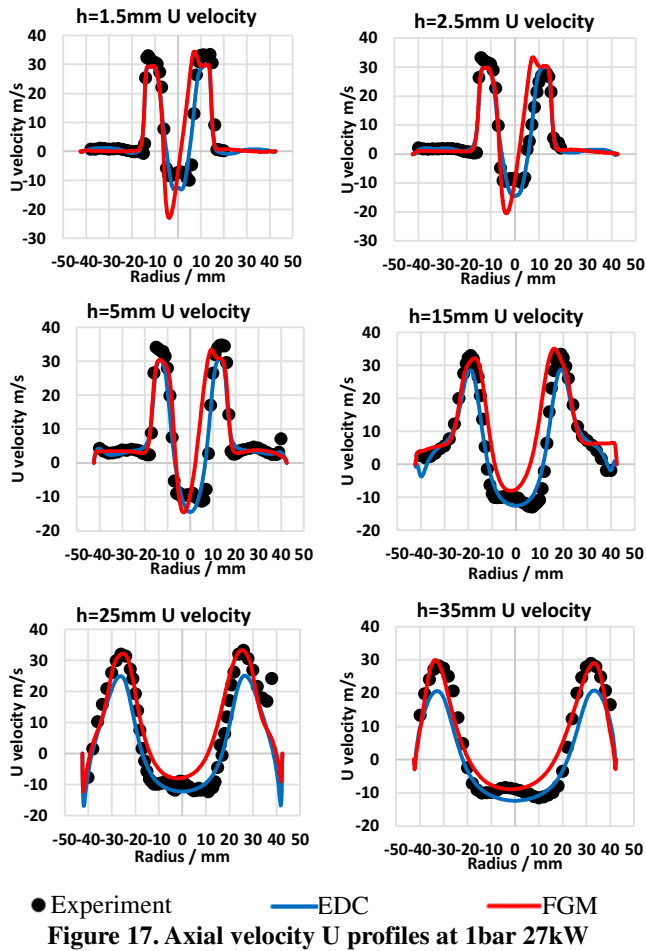 h=1.5mm U velocity
h=2.5mm U velocity
U velocity m/s
40
30
20
10
0
-10
-20
-30
-50-40-30-20-10 0 10 20 30 40 50
Radius / mm
U velocity m/s
40
30
20
10
0
-10
-20
-30
-50-40-30-20-10 0 10 20 30 40 50
Radius / mm
h=5mm U velocity
h=15mm U velocity
U velocity m/s
40
30
20
10
0
-10
-20
-50-40-30-20-10 0 10 20 30 40 50
Radius / mm
U velocity m/s
40
30
20
10
0
-10
-20
-50-40-30-20-10 0 10 20 30 40 50
Radius / mm
h=25mm U velocity
h=35mm U velocity
U velocity m/s
40
30
20
10
0
-10
-20
-50-40-30-20-10 0 10 20 30 40 50
Radius / mm
U velocity m/s
40
30
20
10
0
-10
-20
-50-40-30-20-10 0 10 20 30 40 50
Radius / mm
Experiment EDC FGM
Figure 17. Axial velocity U profiles at 1bar 27kW